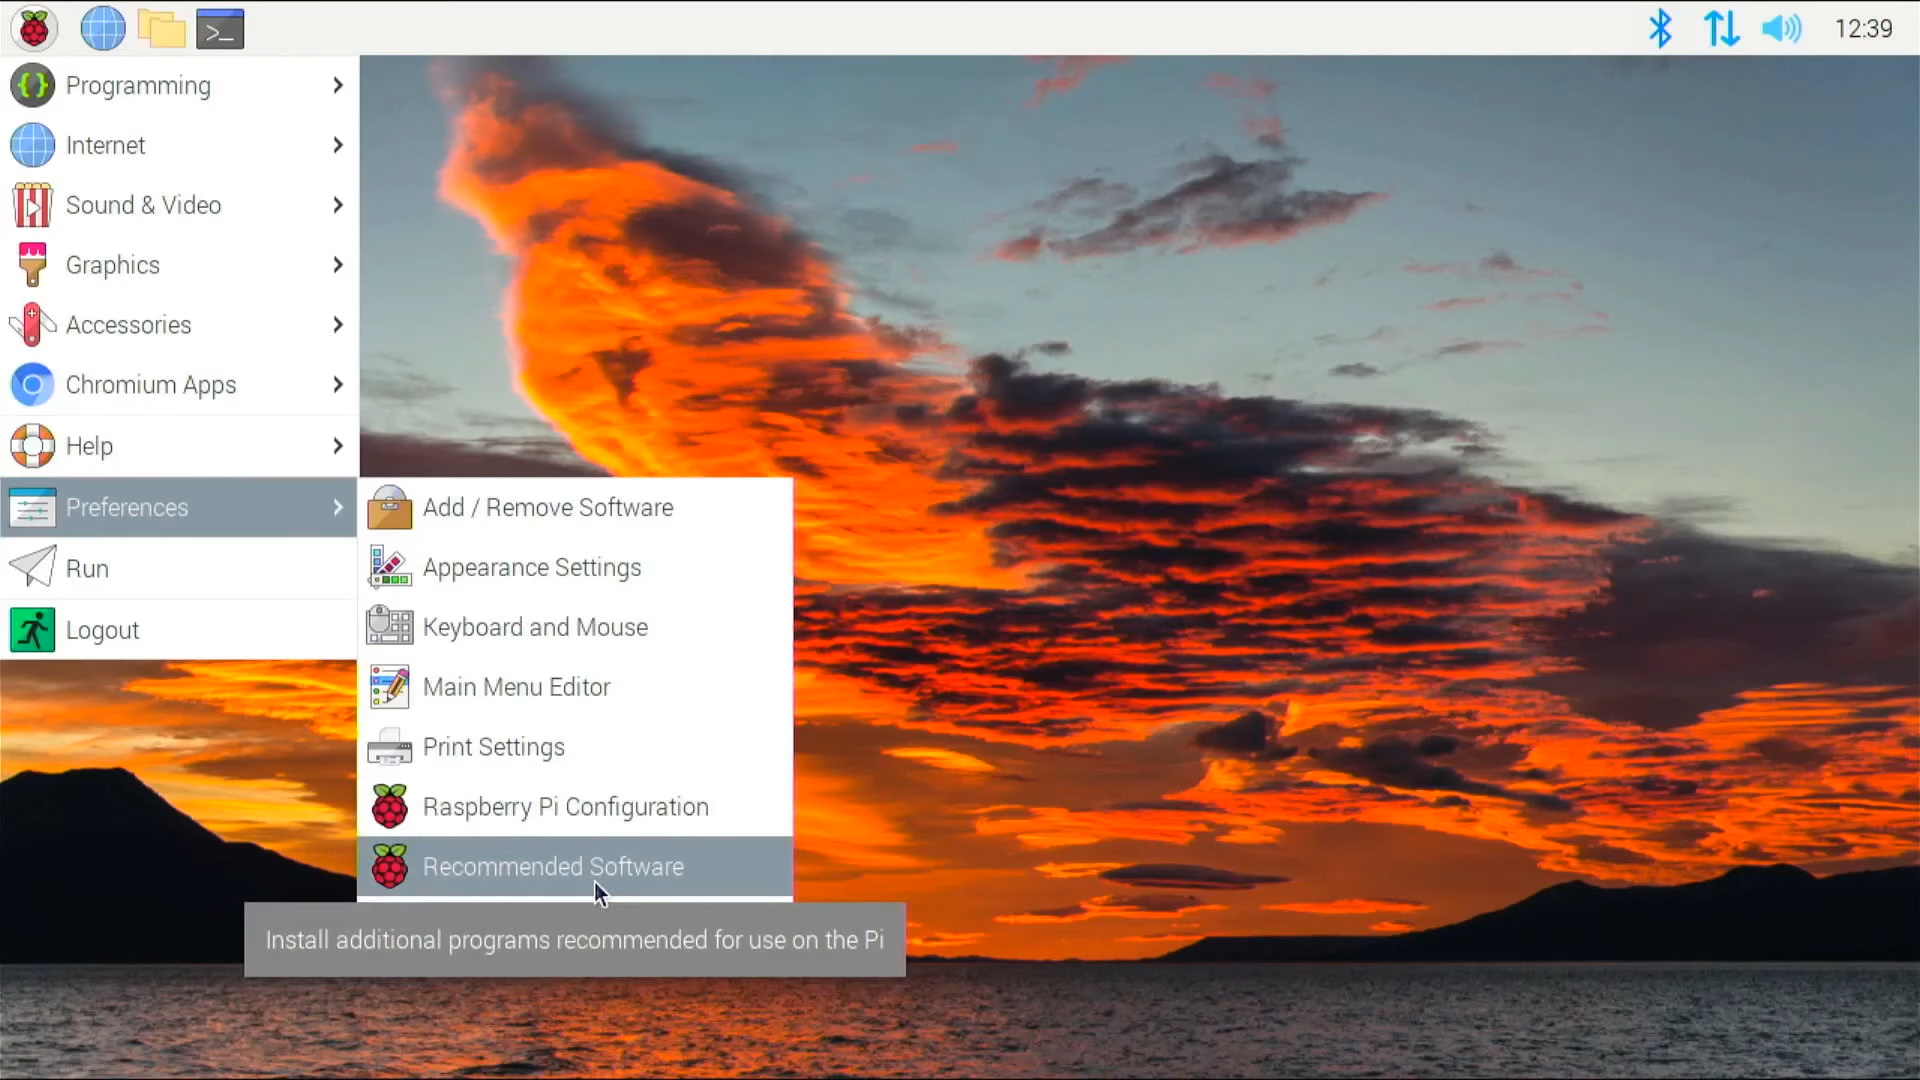 12:39
Programming
Internet
Sound & Video
Graphics
Accessories
Chromium Apps
Help
Preferences
Run
Logout
Add / Remove Software
Appearance Settings
Keyboard and Mouse
Main Menu Editor
Print Settings
Raspberry Pi Configuration
Recommended Software
Install additional programs recommended for use on the Pi